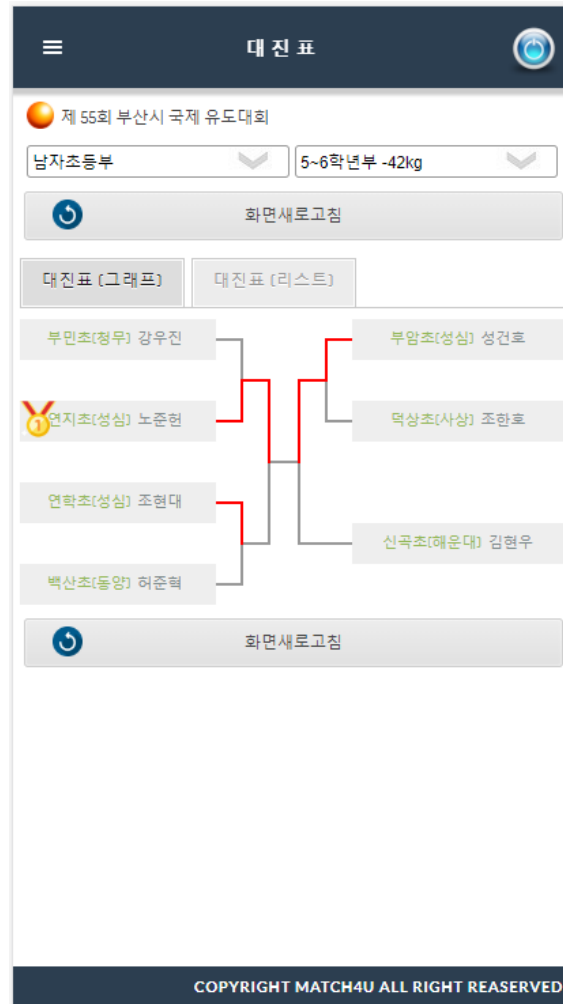 대 진 표
제 55회 부산시 국제 유도대회
남자초등부
5~6학년부 -42kg
화면새로고침
대진표 (그래프)
대진표 (리스트)
부민초(청무) 강우진
부암초(성심) 성건호
1
연지초(성심) 노준헌
덕상초(사상) 조한호
연학초(성심) 조현대
신곡초(해운대) 김현우
백산초(동양) 허준혁
화면새로고침
COPYRIGHT MATCH4U ALL RIGHT REASERVED